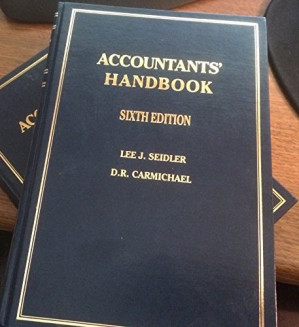 ACCOUNTANTS'
HANDBOOK
SIXTH EDITION
LEE J. SEIDLER
D.R. CARMICHAEL